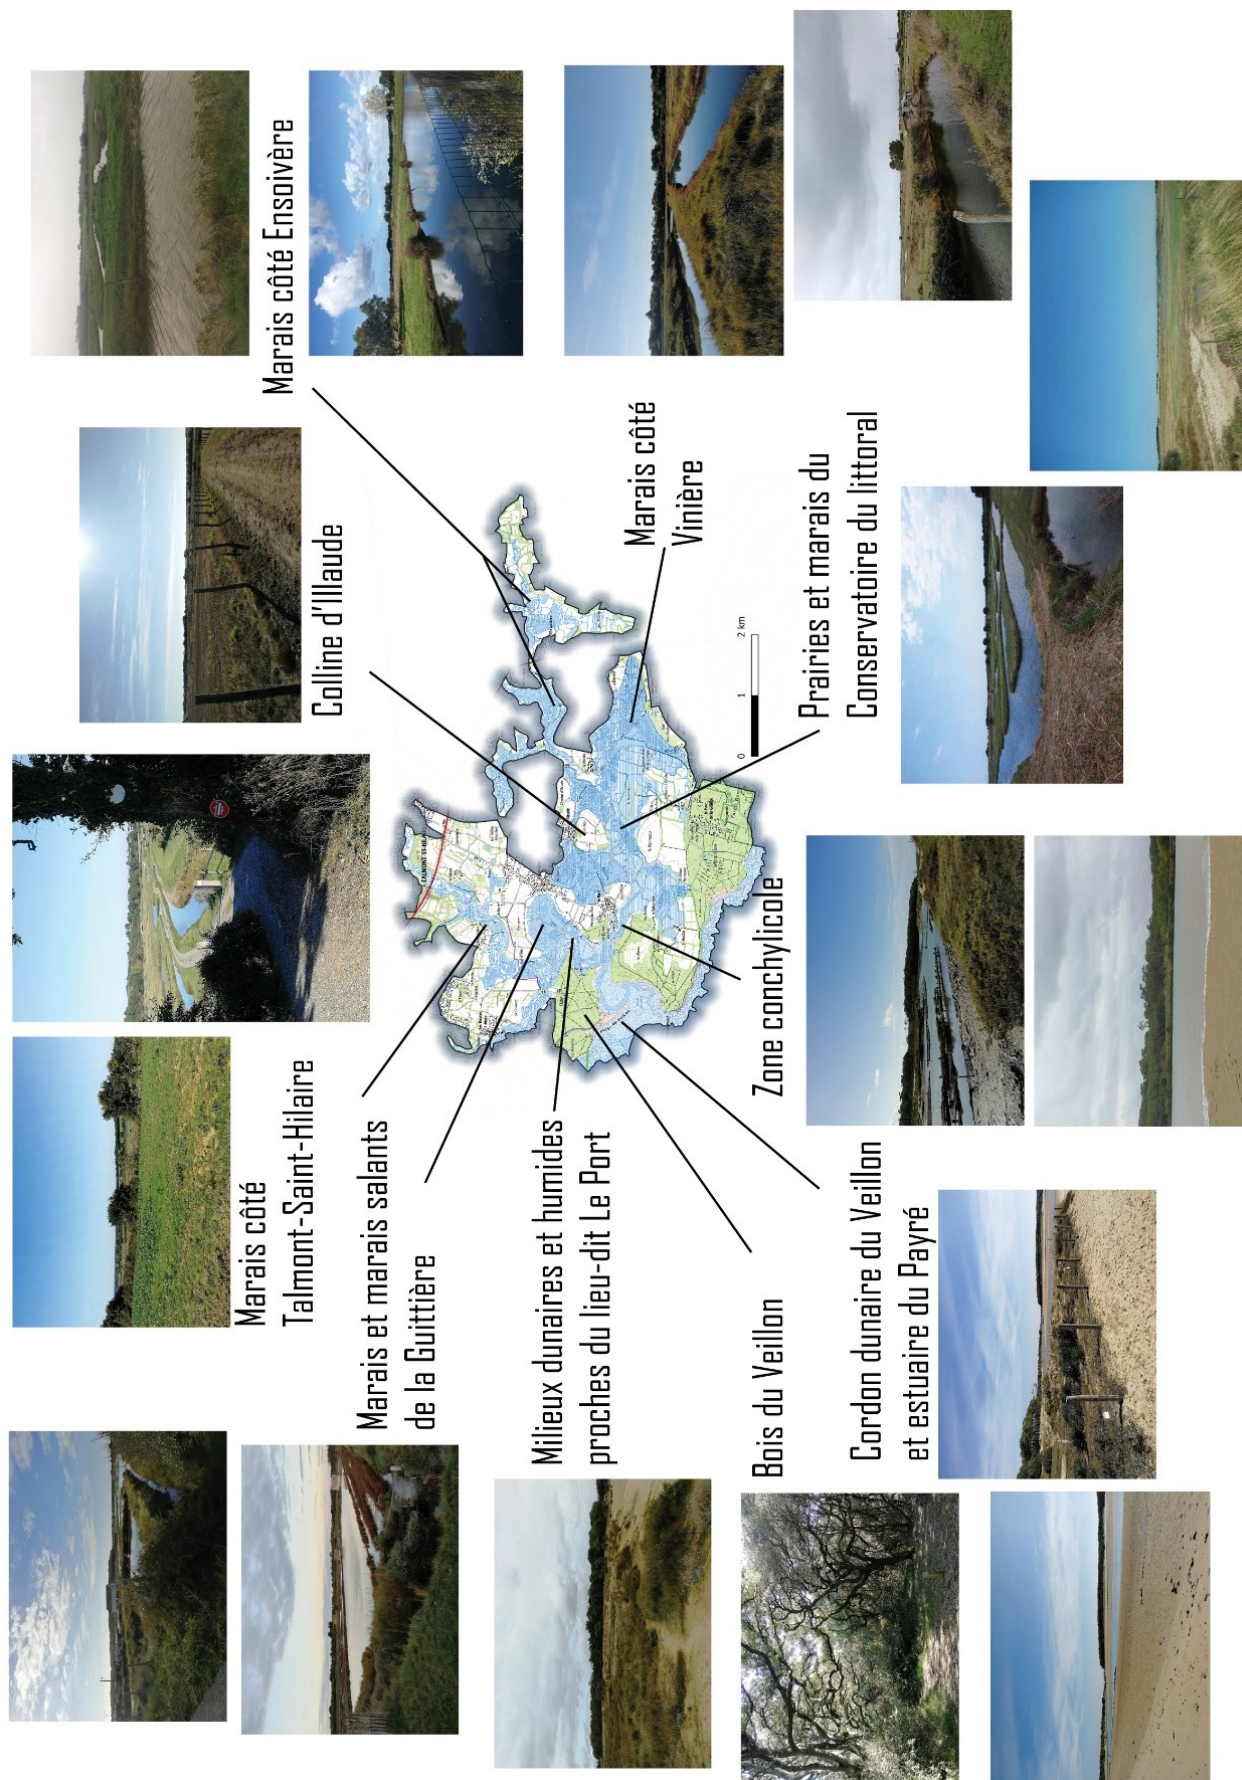 Marais côté
Talmont-Saint-Hilaire
Marais et marais salants
de la Guittière
Milieux dunaires et humides
proches du lieu-dit Le Port
Bois du Veillon
Cordon dunaire du Veillon
et estuaire du Payré
Colline d'Illaude
Marais côté Ensoivère
Marais côté
Vinière
Prairies et marais du
Conservatoire du littoral
Zone conchylicole
0 1 2 km